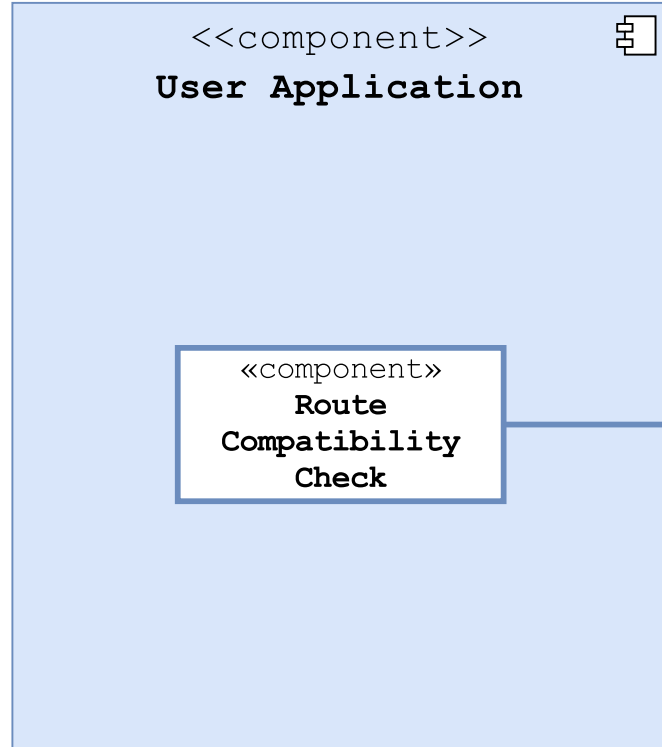 <<component>>
User Application
«component»
Route
Compatibility
Check